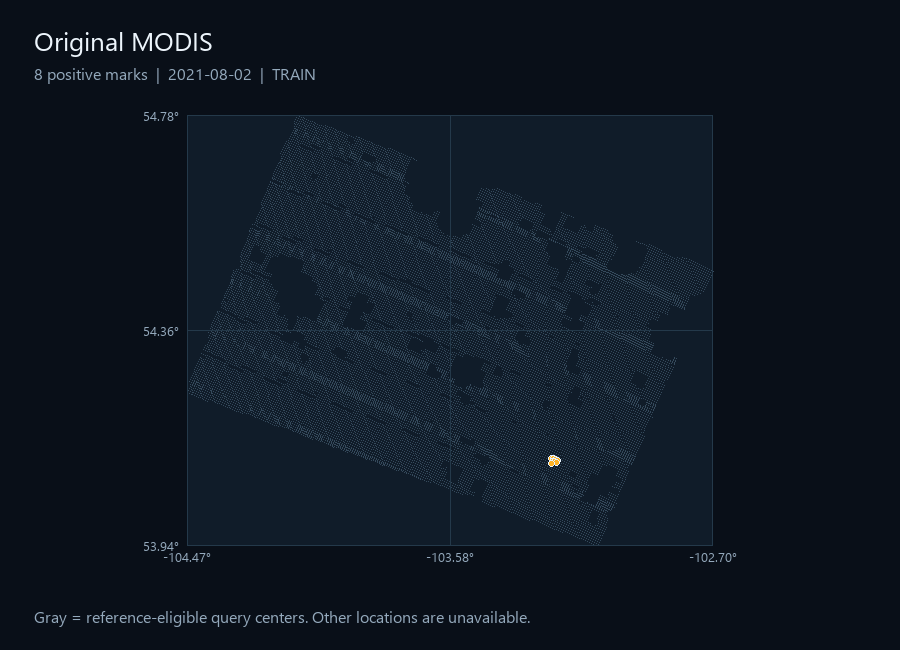 Original MODIS
8 positive marks | 2021-08-02 | TRAIN
54.78°
54.36°
53.94°
-104.47°
-103.58°
-102.70°
Gray = reference-eligible query centers. Other locations are unavailable.